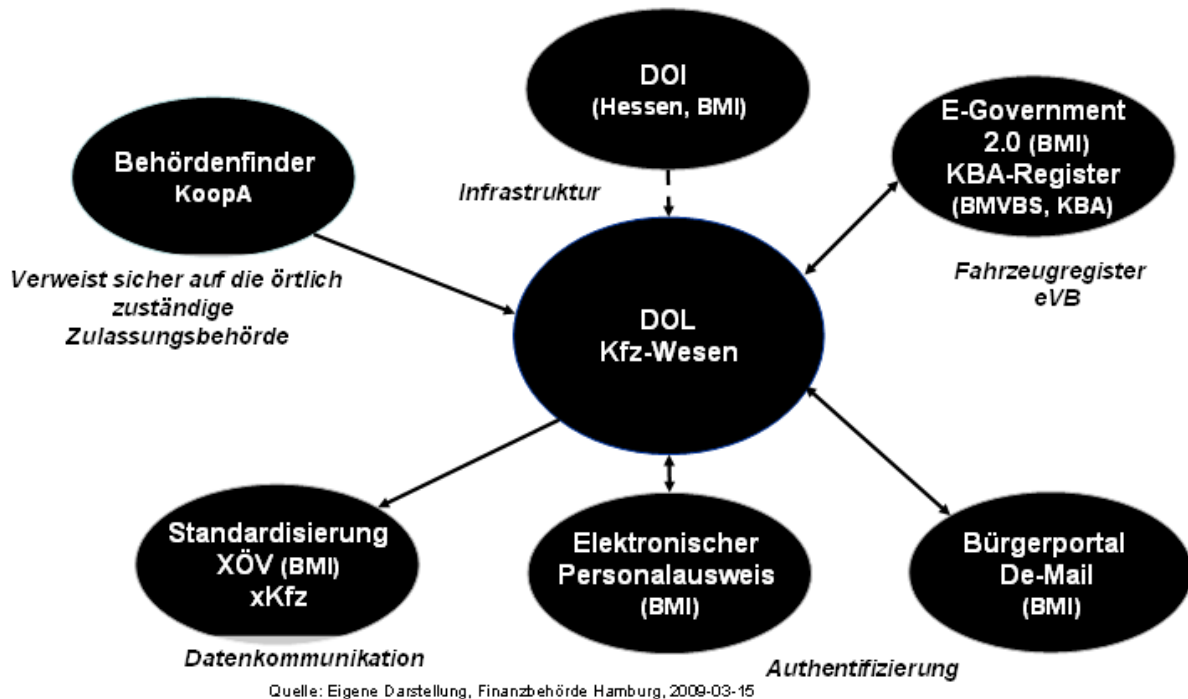 DOI
(Hessen, BMI)
E-Government
2.0 (BMI)
KBA-Register
(BMVBS, KBA)
Behördenfinder
KoopA
Infrastruktur
Verweist sicher auf die örtlich
zuständige
Zulassungsbehörde
Fahrzeugregister
eVB
DOL
Kfz-Wesen
Standardisierung
XÖV (BMI)
xKfz
Elektronischer
Personalausweis
(BMI)
Bürgerportal
De-Mail
(BMI)
Datenkommunikation
Authentifizierung
Quelle: Eigene Darstellung, Finanzbehörde Hamburg, 2009-03-15